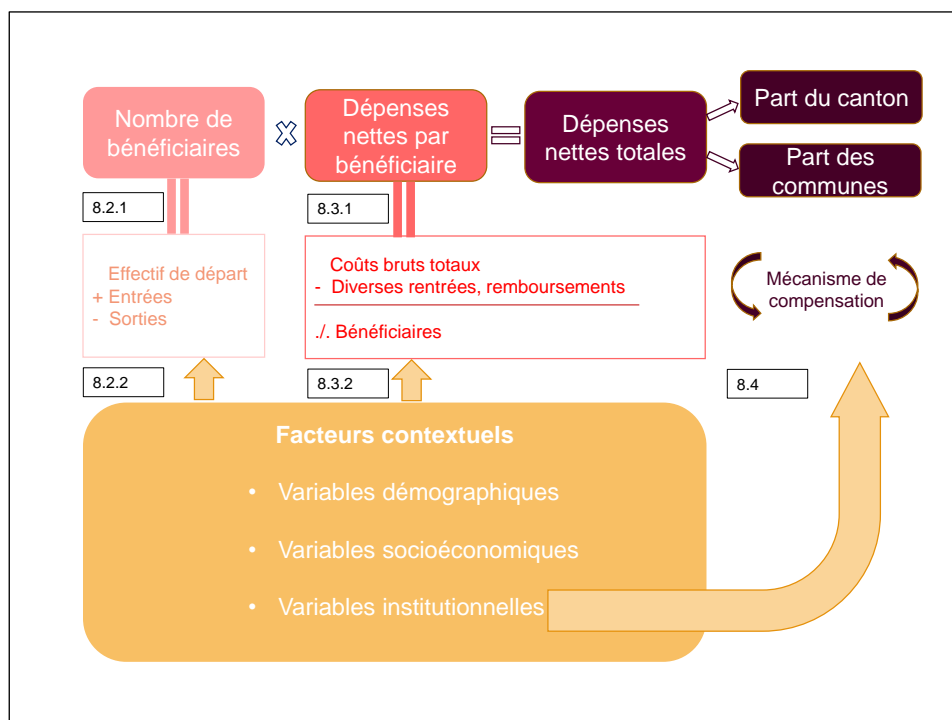 Nombre de
bénéficiaires
Dépenses
nettes par
bénéficiaire
Dépenses
nettes totales
Part du canton
Part des
communes
8.2.1
8.3.1
Effectif de départ
+ Entrées
- Sorties
Coûts bruts totaux
- Diverses rentrées, remboursements
./. Bénéficiaires
Mécanisme de
compensation
8.2.2
8.3.2
8.4
Facteurs contextuels
• Variables démographiques
• Variables socioéconomiques
• Variables institutionnelles